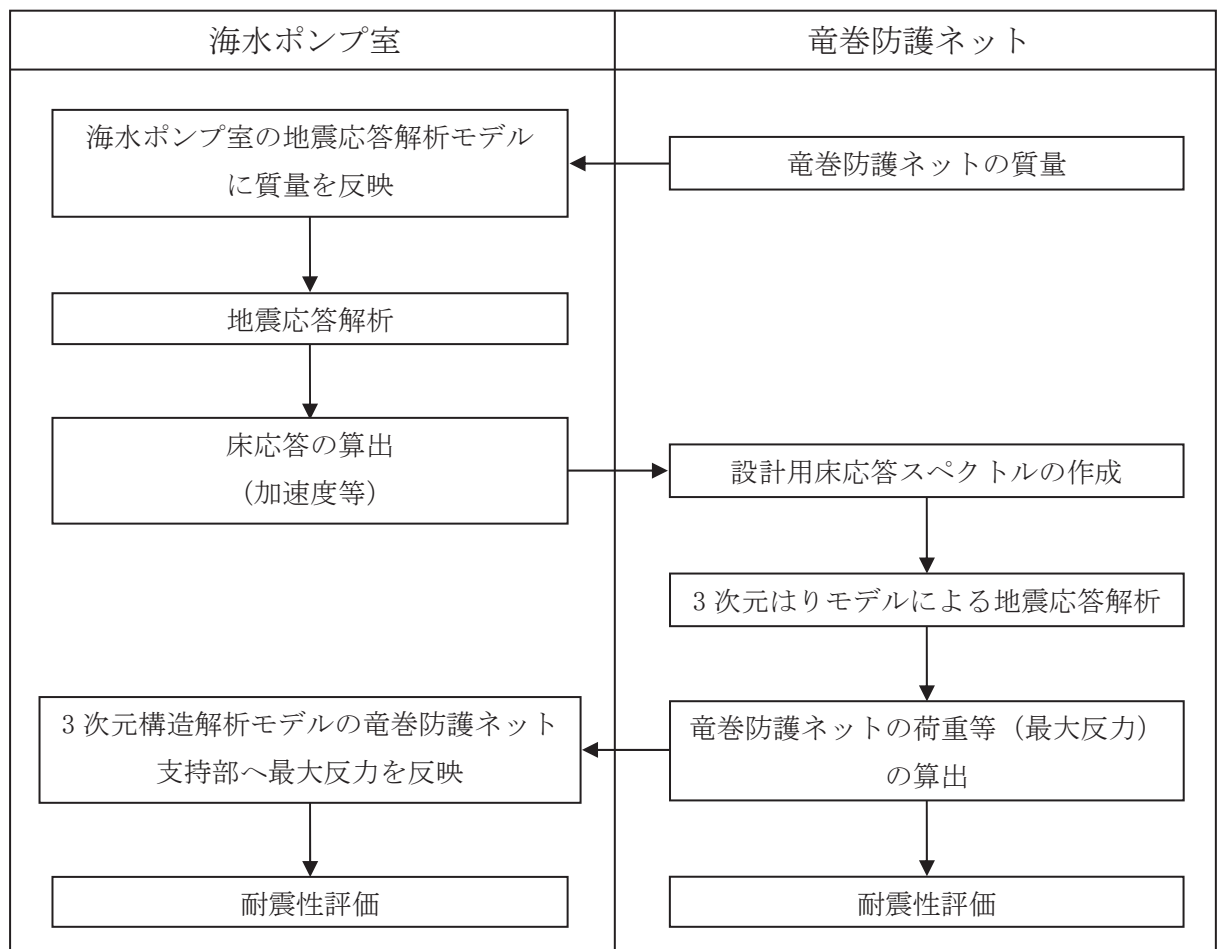 海水ポンプ室
竜巻防護ネット
海水ポンプ室の地震応答解析モデル
に質量を反映
竜巻防護ネットの質量
地震応答解析
床応答の算出
(加速度等)
設計用床応答スペクトルの作成
3次元はりモデルによる地震応答解析
3次元構造解析モデルの竜巻防護ネット
支持部へ最大反力を反映
竜巻防護ネットの荷重等(最大反力)
の算出
耐震性評価
耐震性評価